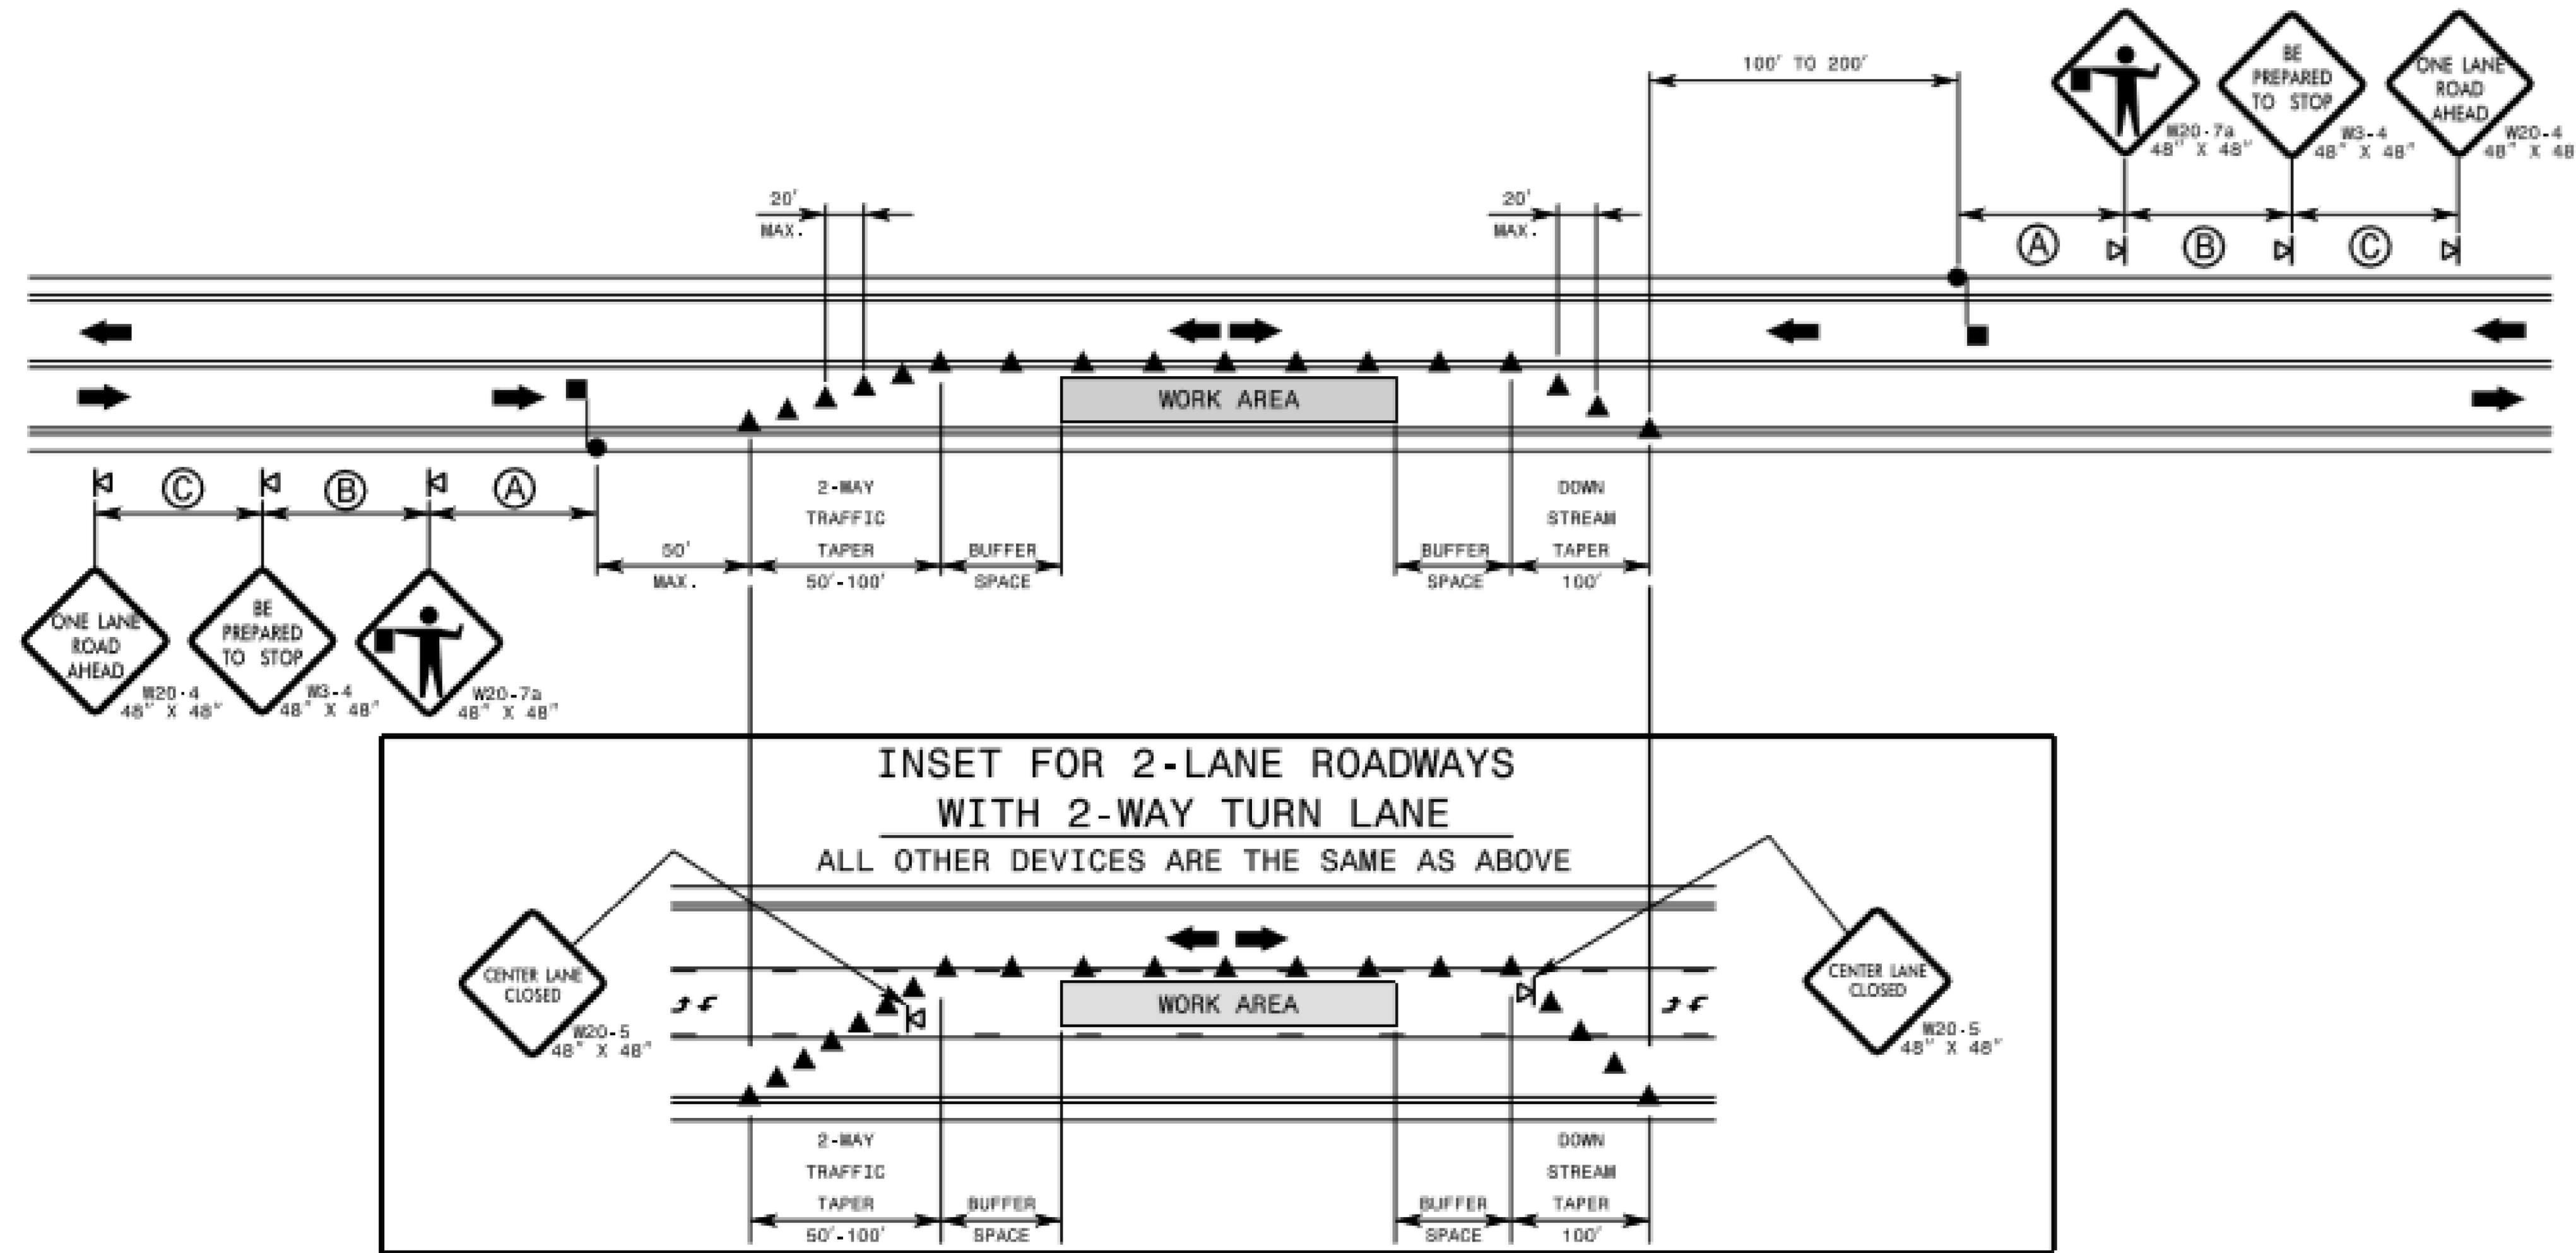 100' TO 200'
BE
PREPARED
TO STOP
ONE LANE
ROAD
AHEAD
W20-7a
48" X 48"
W3-4
48" X 48"
W20-4
48" X 48
20'
MAX.
20'
MAX.
A
B
C
WORK AREA
C
B
A
2-WAY
TRAFFIC
TAPER
50'-100'
DOWN
STREAM
TAPER
100'
50'
MAX.
BUFFER
SPACE
BUFFER
SPACE
ONE LANE
ROAD
AHEAD
W20-4
48" X 48"
BE
PREPARED
TO STOP
W3-4
48" X 48"
W20-7a
48" X 48"
INSET FOR 2-LANE ROADWAYS
WITH 2-WAY TURN LANE
ALL OTHER DEVICES ARE THE SAME AS ABOVE
CENTER LANE
CLOSED
W20-5
48" X 48"
WORK AREA
CENTER LANE
CLOSED
W20-5
48" X 48"
2-WAY
TRAFFIC
TAPER
50'-100'
BUFFER
SPACE
BUFFER
SPACE
DOWN
STREAM
TAPER
100'